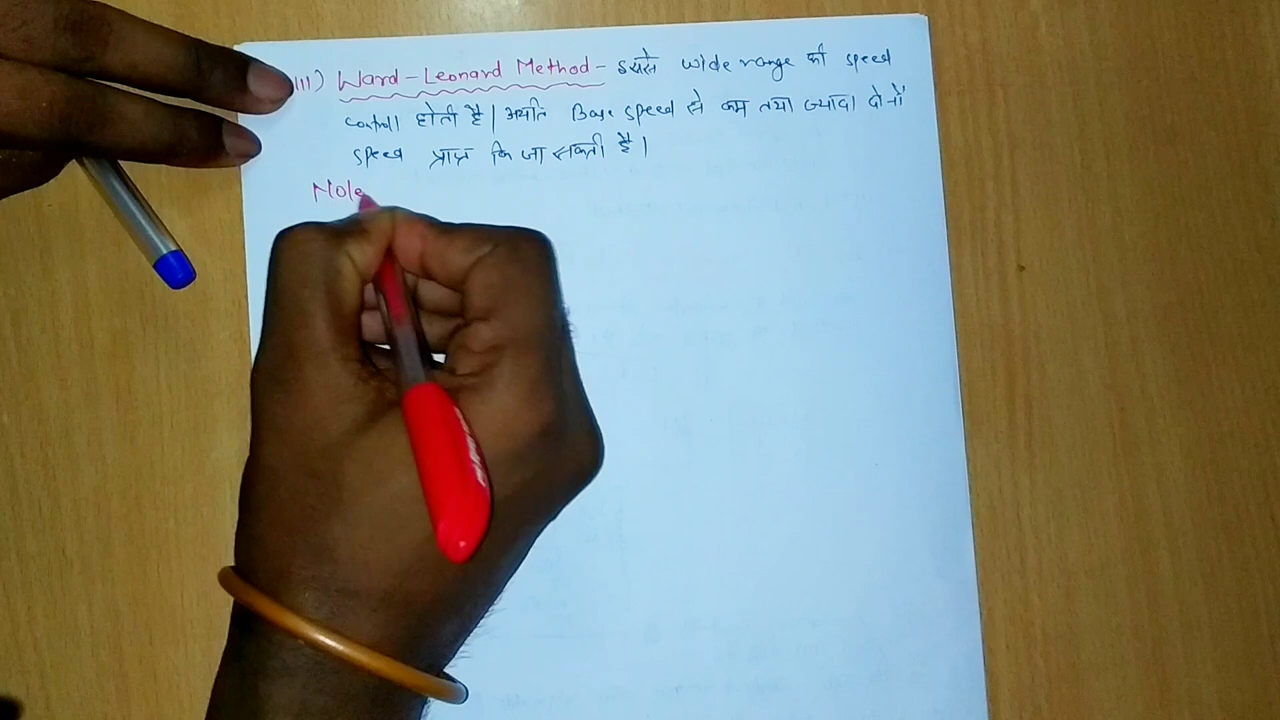 III) Ward-Leonard Method- इससे wide range की speed
control होती है| अर्थात Base speed से कम तथा ज्यादा दोनों
speed प्राप्त कि जा सकती है|
Note